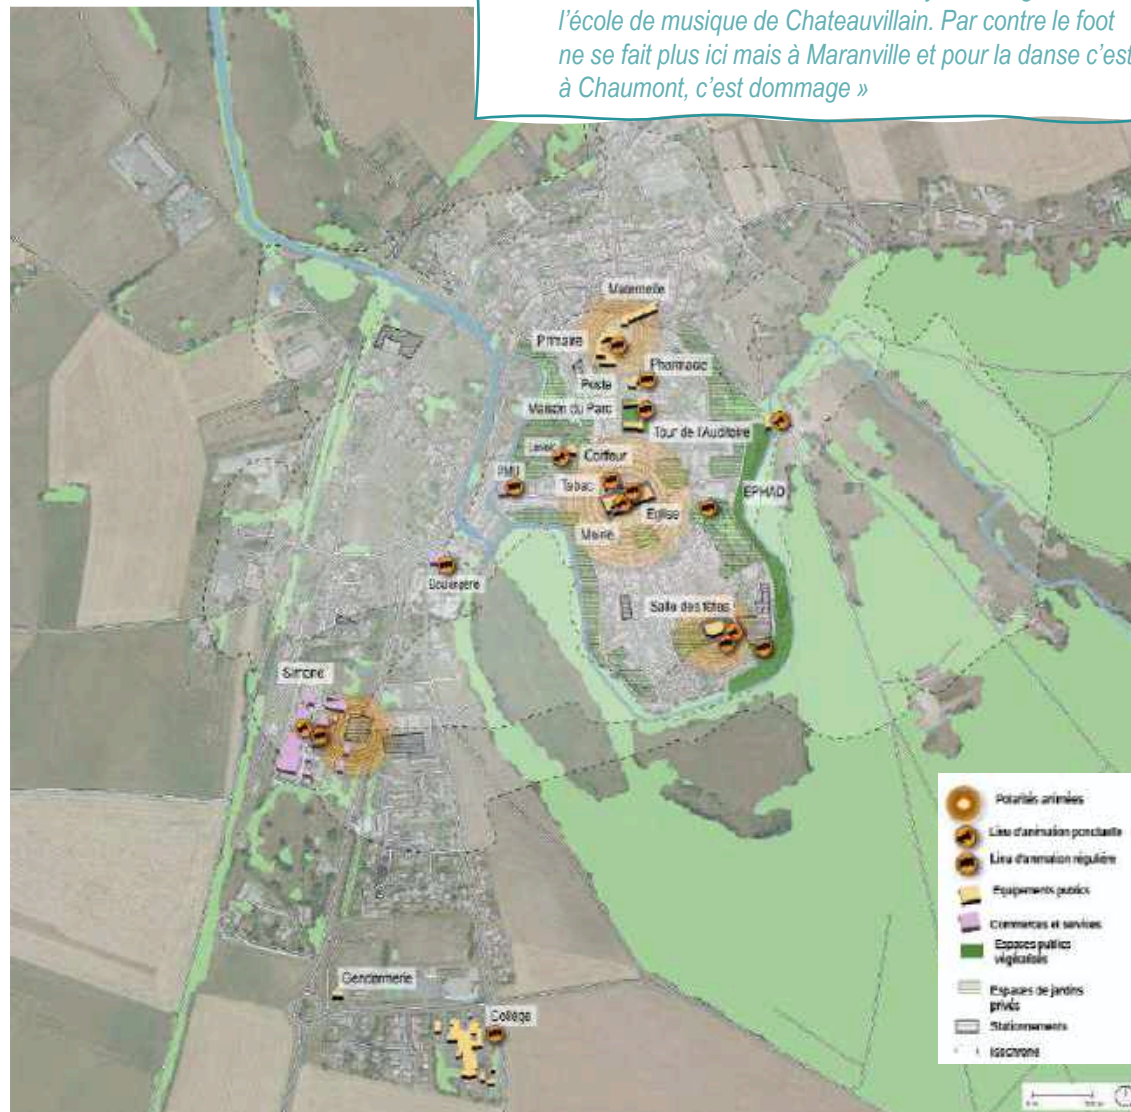 l'école de musique de Chateauvillain. Par contre le foot
ne se fait plus ici mais à Maranville et pour la danse c'est
à Chaumont, c'est dommage »
Maternelle
Primaire
Pharmacie
Poste
Maison du Parc
Tour de l'Auditoire
Coiffeur
PMU
Tabac
EPHAD
Eglise
Mairie
Boulangerie
Salle des fêtes
Simone
Gendarmerie
Collège
Polarités animées
Lieu d'animation ponctuelle
Lieu d'animation régulière
Equipements publics
Commerces et services
Espaces publics
végétalisés
Espaces de jardins
privés
Stationnements
Isochrone